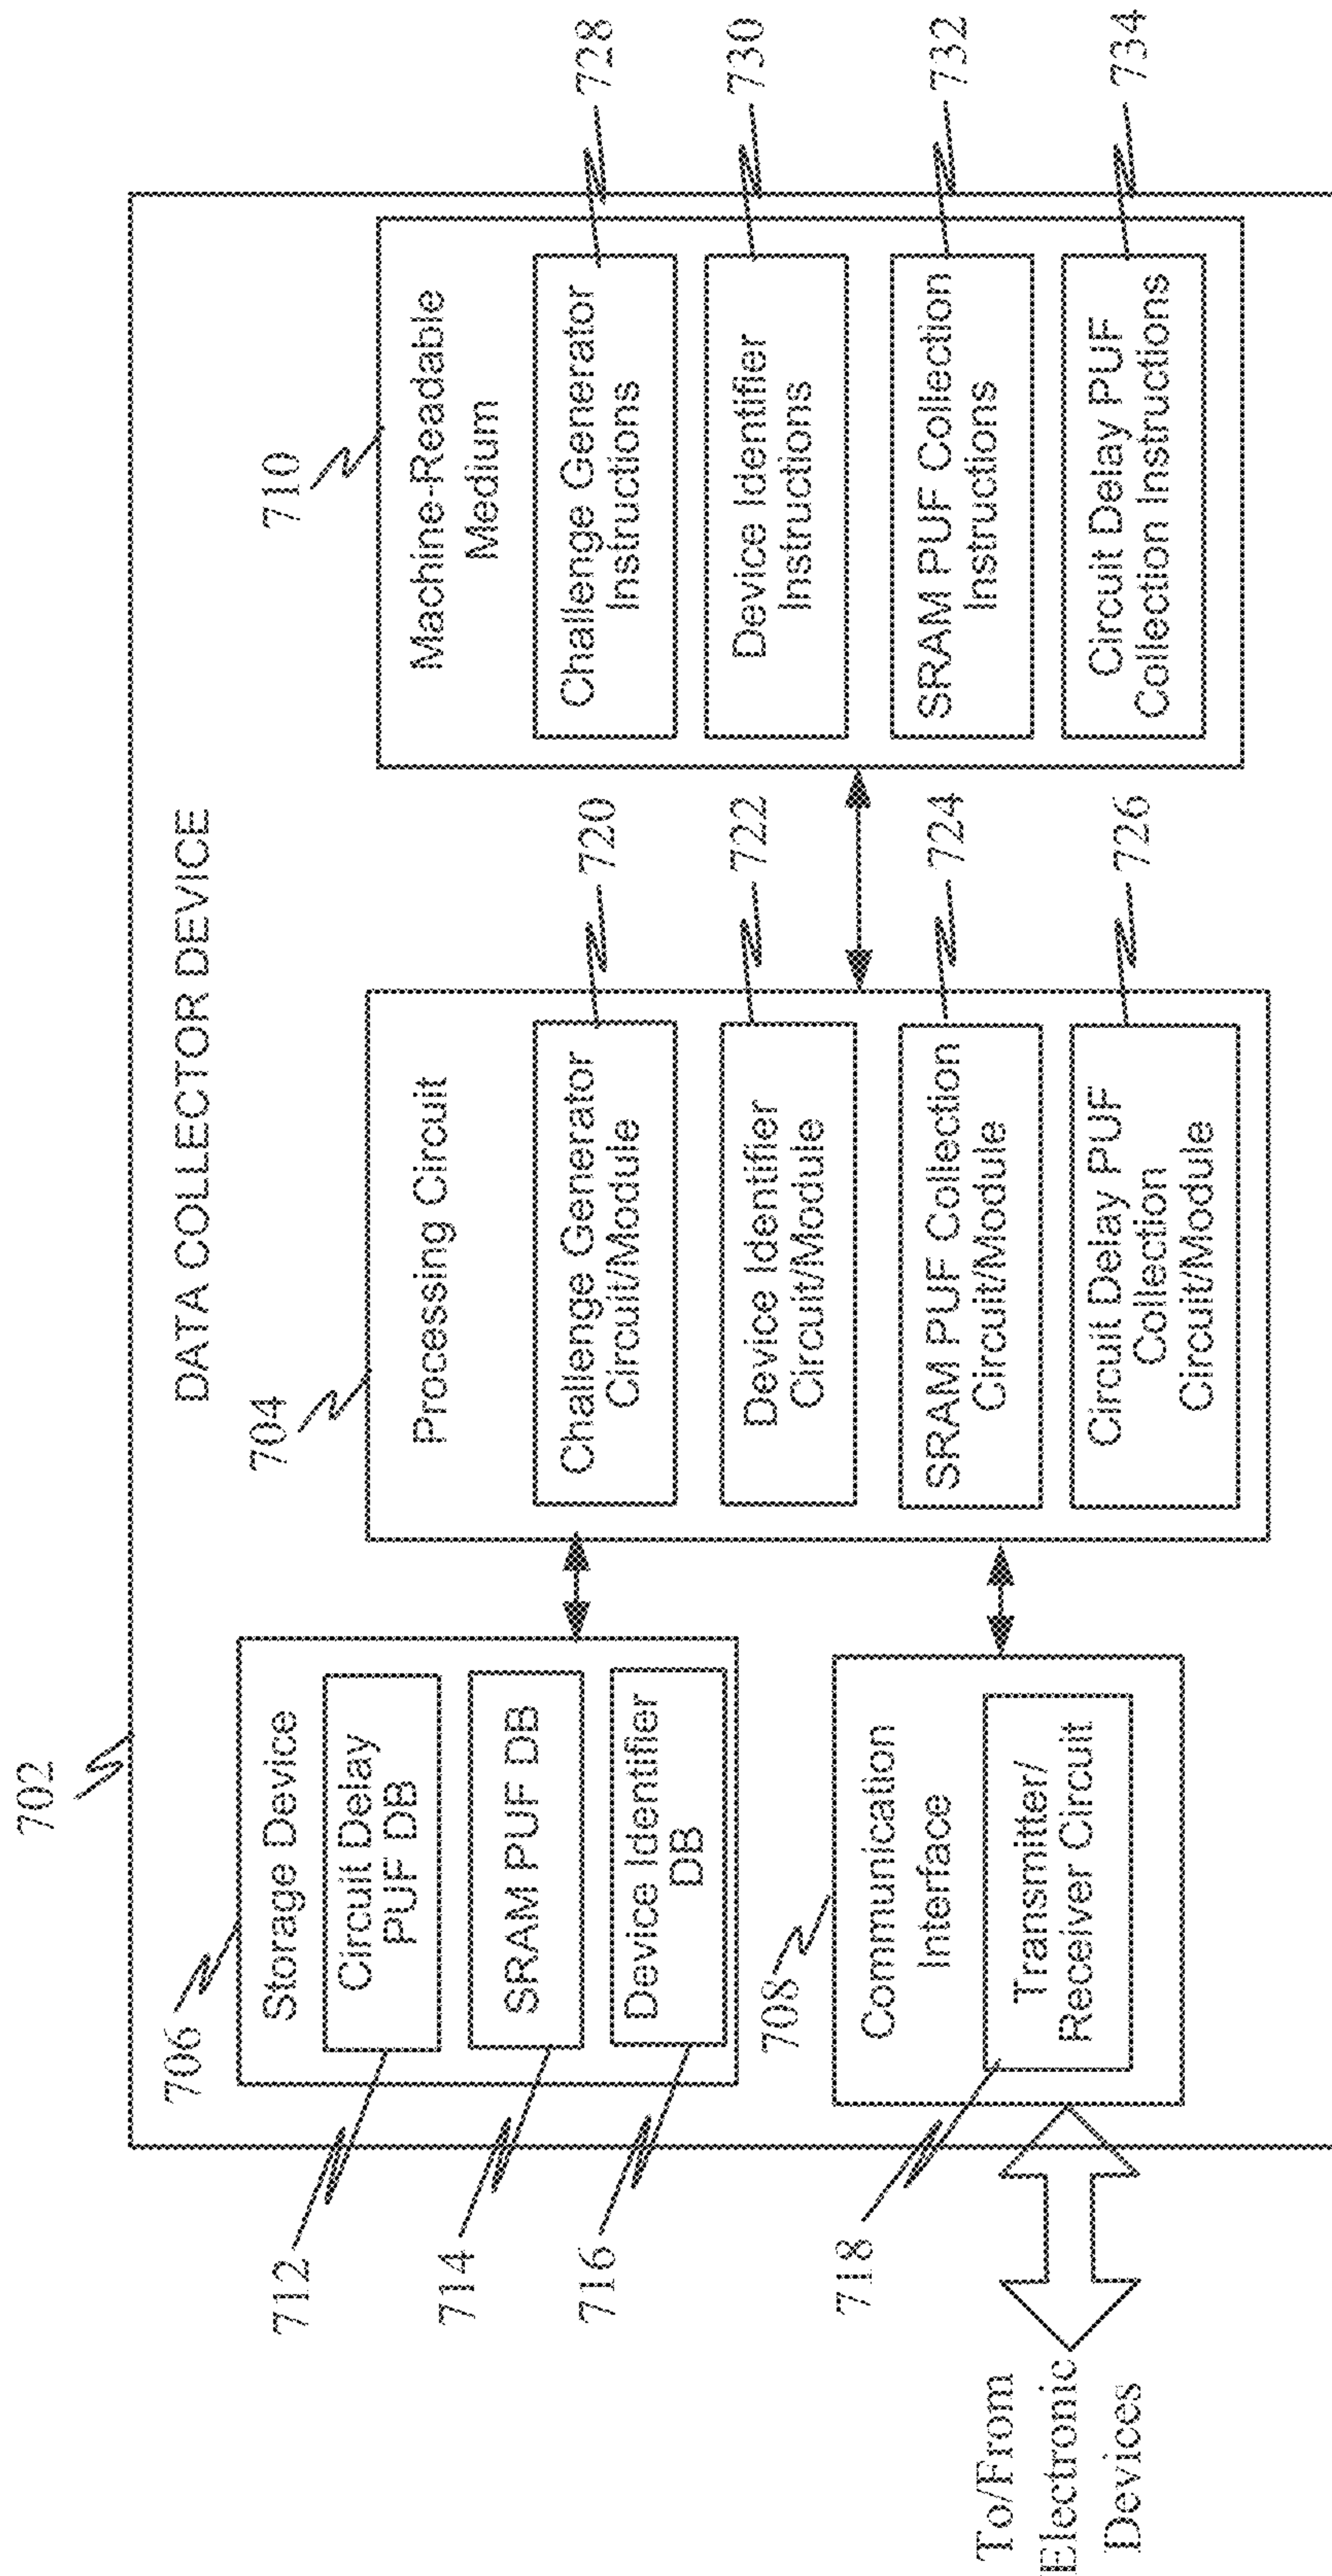 702
DATA COLLECTOR DEVICE
706
Storage Device
Circuit Delay
PUF DB
SRAM PUF DB
Device Identifier
DB
712
714
716
708
Communication
Interface
Transmitter/
Receiver Circuit
718
To/From
Electronic
Devices
704
Processing Circuit
Challenge Generator
Circuit/Module
Device Identifier
Circuit/Module
SRAM PUF Collection
Circuit/Module
Circuit Delay PUF
Collection
Circuit/Module
720
722
724
726
710
Machine-Readable
Medium
Challenge Generator
Instructions
Device Identifier
Instructions
SRAM PUF Collection
Instructions
Circuit Delay PUF
Collection Instructions
728
730
732
734